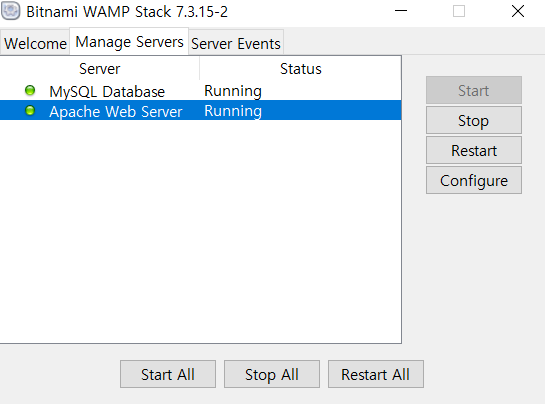 Bitnami WAMP Stack 7.3.15-2
Welcome Manage Servers Server Events
Server Status
MySQL Database Running
Apache Web Server Running
Start
Stop
Restart
Configure
Start All Stop All Restart All